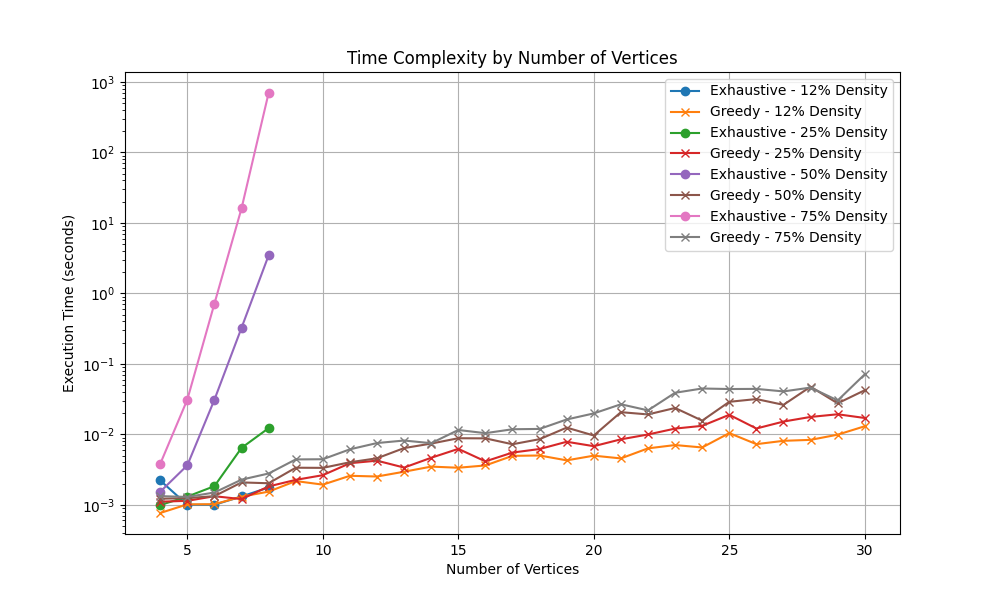 Time Complexity by Number of Vertices
Exhaustive - 12% Density
Greedy - 12% Density
Exhaustive - 25% Density
Greedy - 25% Density
Exhaustive - 50% Density
Greedy - 50% Density
Exhaustive - 75% Density
Greedy - 75% Density
Execution Time (seconds)
10³
10²
10¹
10⁰
10⁻¹
10⁻²
10⁻³
5 10 15 20 25 30
Number of Vertices